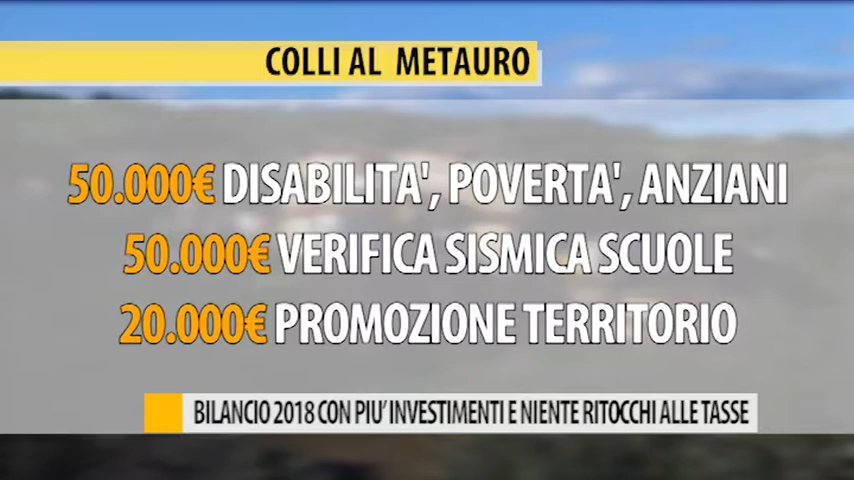 COLLI AL METAURO
50.000€ DISABILITA', POVERTA', ANZIANI
50.000€ VERIFICA SISMICA SCUOLE
20.000€ PROMOZIONE TERRITORIO
BILANCIO 2018 CON PIU' INVESTIMENTI E NIENTE RITOCCHI ALLE TASSE